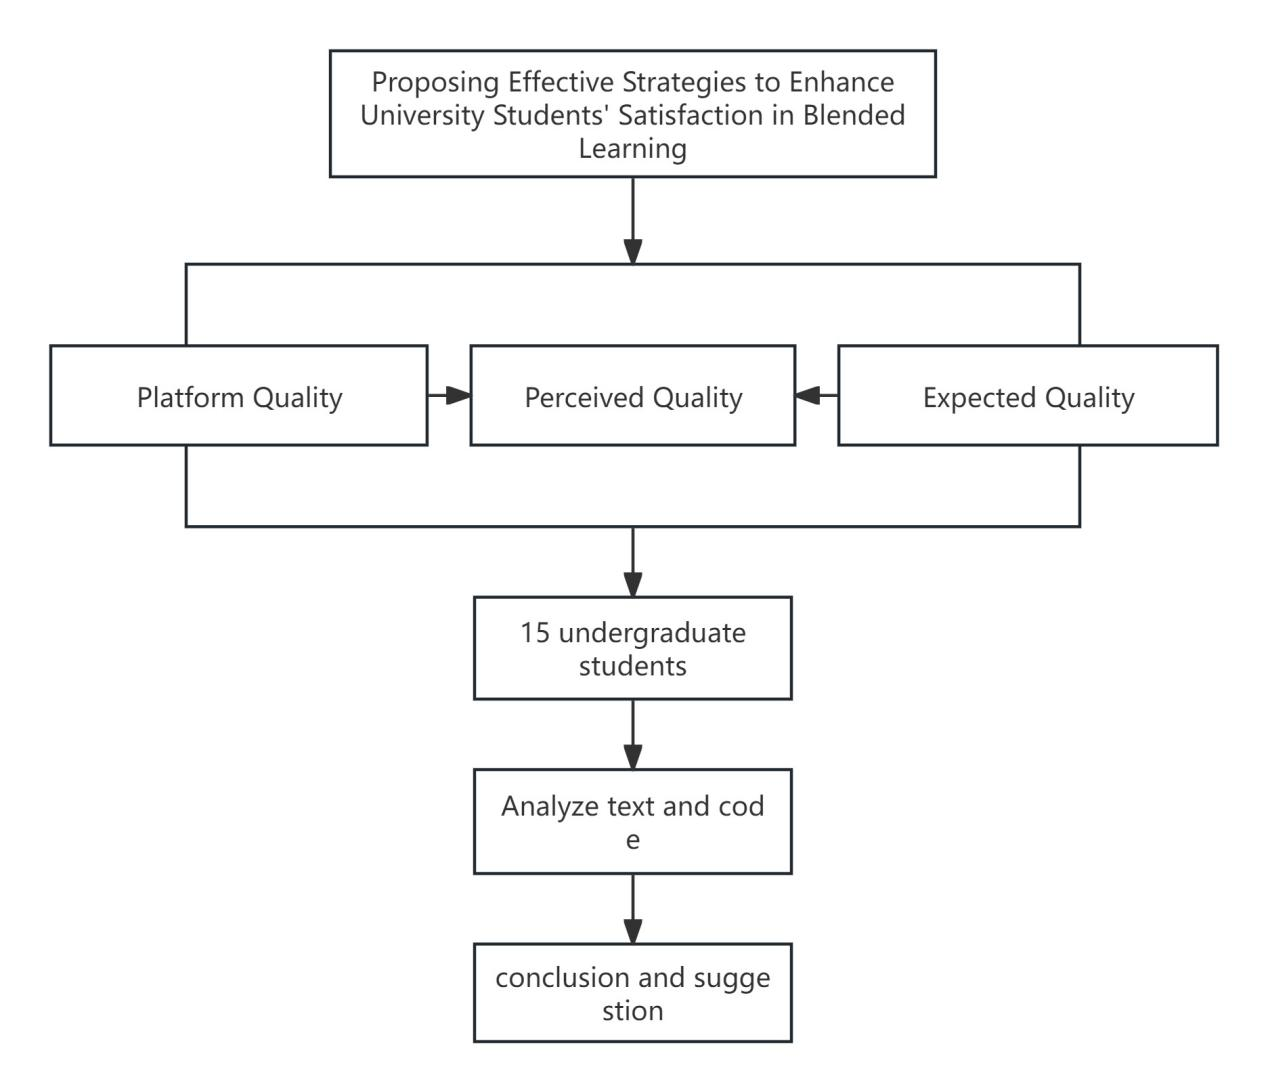 Proposing Effective Strategies to Enhance
University Students' Satisfaction in Blended
Learning
Platform Quality
Perceived Quality
Expected Quality
15 undergraduate
students
Analyze text and cod
e
conclusion and sugge
stion